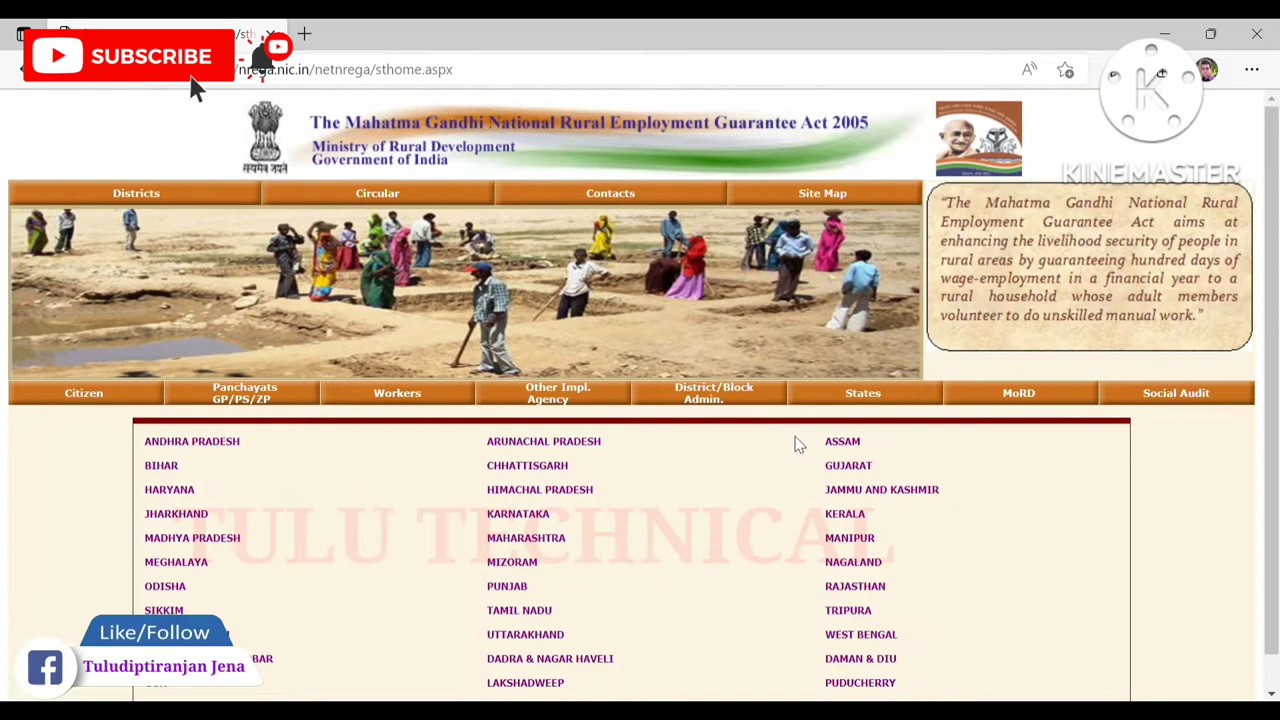 /sth
SUBSCRIBE
nrega.nic.in/netnrega/sthome.aspx
The Mahatma Gandhi National Rural Employment Guarantee Act 2005
Ministry of Rural Development
Government of India
सत्यमेव जयते
K
KINEMASTER
Districts Circular Contacts Site Map
"The Mahatma Gandhi National Rural
Employment Guarantee Act aims at
enhancing the livelihood security of people in
rural areas by guaranteeing hundred days of
wage-employment in a financial year to a
rural household whose adult members
volunteer to do unskilled manual work."
Citizen Panchayats GP/PS/ZP Workers Other Impl. Agency District/Block Admin. States MoRD Social Audit
ANDHRA PRADESH ARUNACHAL PRADESH ASSAM
BIHAR CHHATTISGARH GUJARAT
HARYANA HIMACHAL PRADESH JAMMU AND KASHMIR
JHARKHAND KARNATAKA KERALA
TULU TECHNICAL
MADHYA PRADESH MAHARASHTRA MANIPUR
MEGHALAYA MIZORAM NAGALAND
ODISHA PUNJAB RAJASTHAN
SIKKIM TAMIL NADU TRIPURA
UTTARAKHAND WEST BENGAL
BAR DADRA & NAGAR HAVELI DAMAN & DIU
LAKSHADWEEP PUDUCHERRY
Like/Follow
Tuludiptiranjan Jena